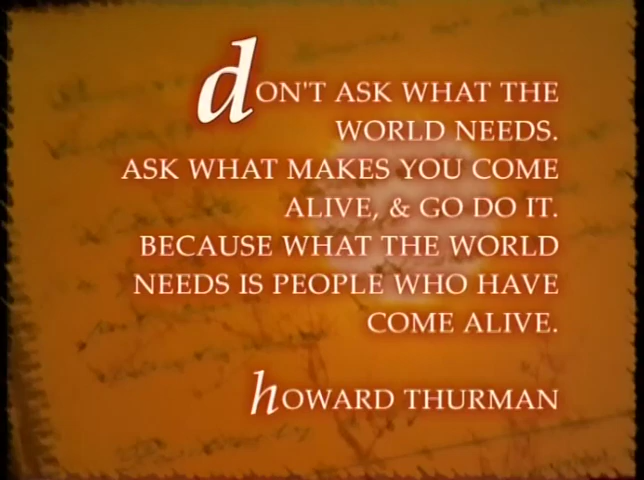 don't ask what the
world needs.
ask what makes you come
alive, & go do it.
because what the world
needs is people who have
come alive.
howard thurman